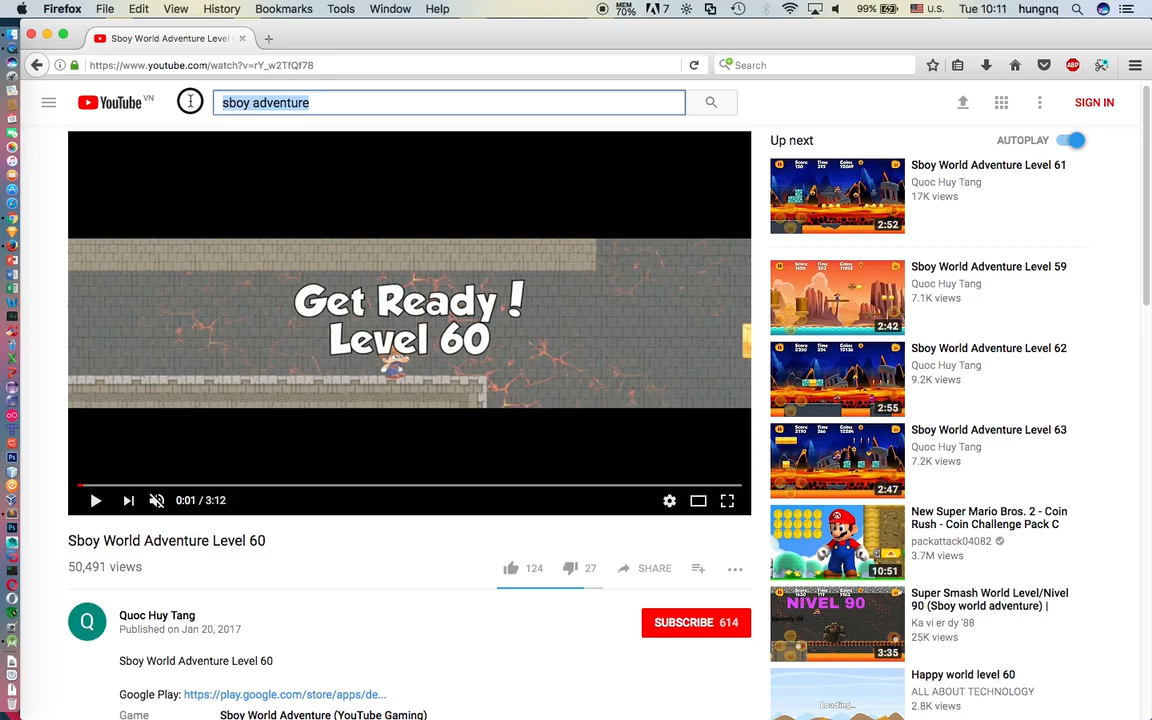 Firefox File Edit View History Bookmarks Tools Window Help MEM 70% 7 99% U.S. Tue 10:11 hungnq
Sboy World Adventure Level
https://www.youtube.com/watch?v=rY_w2TfQf78
Search
ABP
YouTube VN
sboy adventure
SIGN IN
Get Ready!
Level 60
0:01 / 3:12
Sboy World Adventure Level 60
50,491 views
124
27
SHARE
Q
Quoc Huy Tang
Published on Jan 20, 2017
SUBSCRIBE 614
Sboy World Adventure Level 60
Google Play: https://play.google.com/store/apps/de...
Game Sboy World Adventure (YouTube Gaming)
Up next
AUTOPLAY
2:52
Sboy World Adventure Level 61
Quoc Huy Tang
17K views
2:42
Sboy World Adventure Level 59
Quoc Huy Tang
7.1K views
2:55
Sboy World Adventure Level 62
Quoc Huy Tang
9.2K views
2:47
Sboy World Adventure Level 63
Quoc Huy Tang
7.2K views
10:51
New Super Mario Bros. 2 - Coin
Rush - Coin Challenge Pack C
packattack04082
3.7M views
NIVEL 90
3:35
Super Smash World Level/Nivel
90 (Sboy world adventure) |
Ka vi er dy '88
25K views
Loading...
Happy world level 60
ALL ABOUT TECHNOLOGY
2.8K views